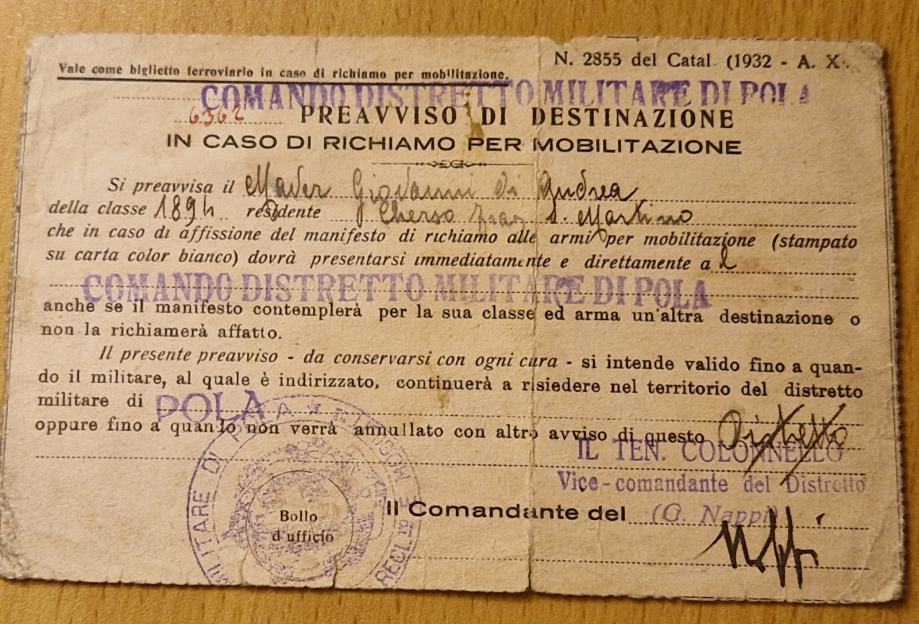 Vale come biglietto ferroviario in caso di richiamo per mobilitazione.
N. 2855 del Catal. (1932 - A. X.
COMANDO DISTRETTO MILITARE DI POLA
6362 PREAVVISO DI DESTINAZIONE
IN CASO DI RICHIAMO PER MOBILITAZIONE
Si preavvisa il Mader Giovanni di Andrea
della classe 1894 residente Cherso fraz S. Martino
che in caso di affissione del manifesto di richiamo alle armi per mobilitazione (stampato
su carta color bianco) dovrà presentarsi immediatamente e direttamente al
COMANDO DISTRETTO MILITARE DI POLA
anche se il manifesto contemplerà per la sua classe ed arma un'altra destinazione o
non la richiamerà affatto.
Il presente preavviso - da conservarsi con ogni cura - si intende valido fino a quan-
do il militare, al quale è indirizzato, continuerà a risiedere nel territorio del distretto
militare di POLA
oppure fino a quando non verrà annullato con altro avviso di questo Distretto
IL TEN. COLONNELLO
Vice-comandante del Distretto
Il Comandante del (G. Nappi)
Bollo
d'ufficio
MILITARE DI POLA